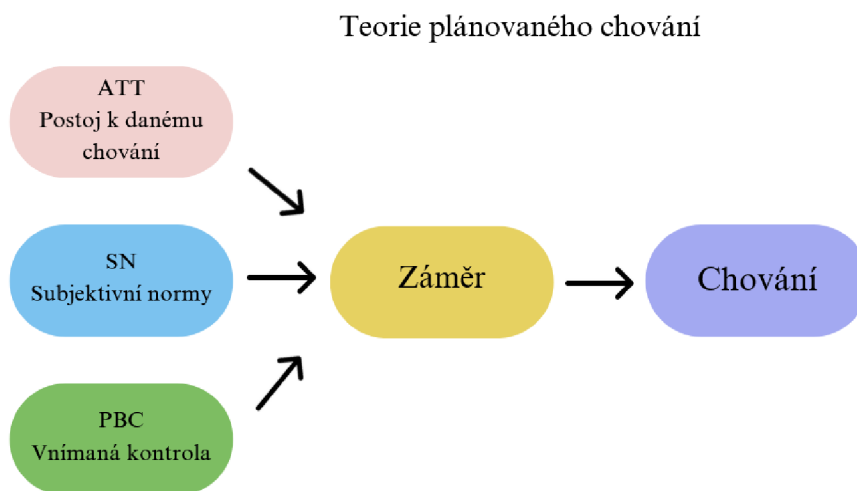 Teorie plánovaného chování
ATT
Postoj k danému
chování
SN
Subjektivní normy
PBC
Vnímaná kontrola
Záměr
Chování